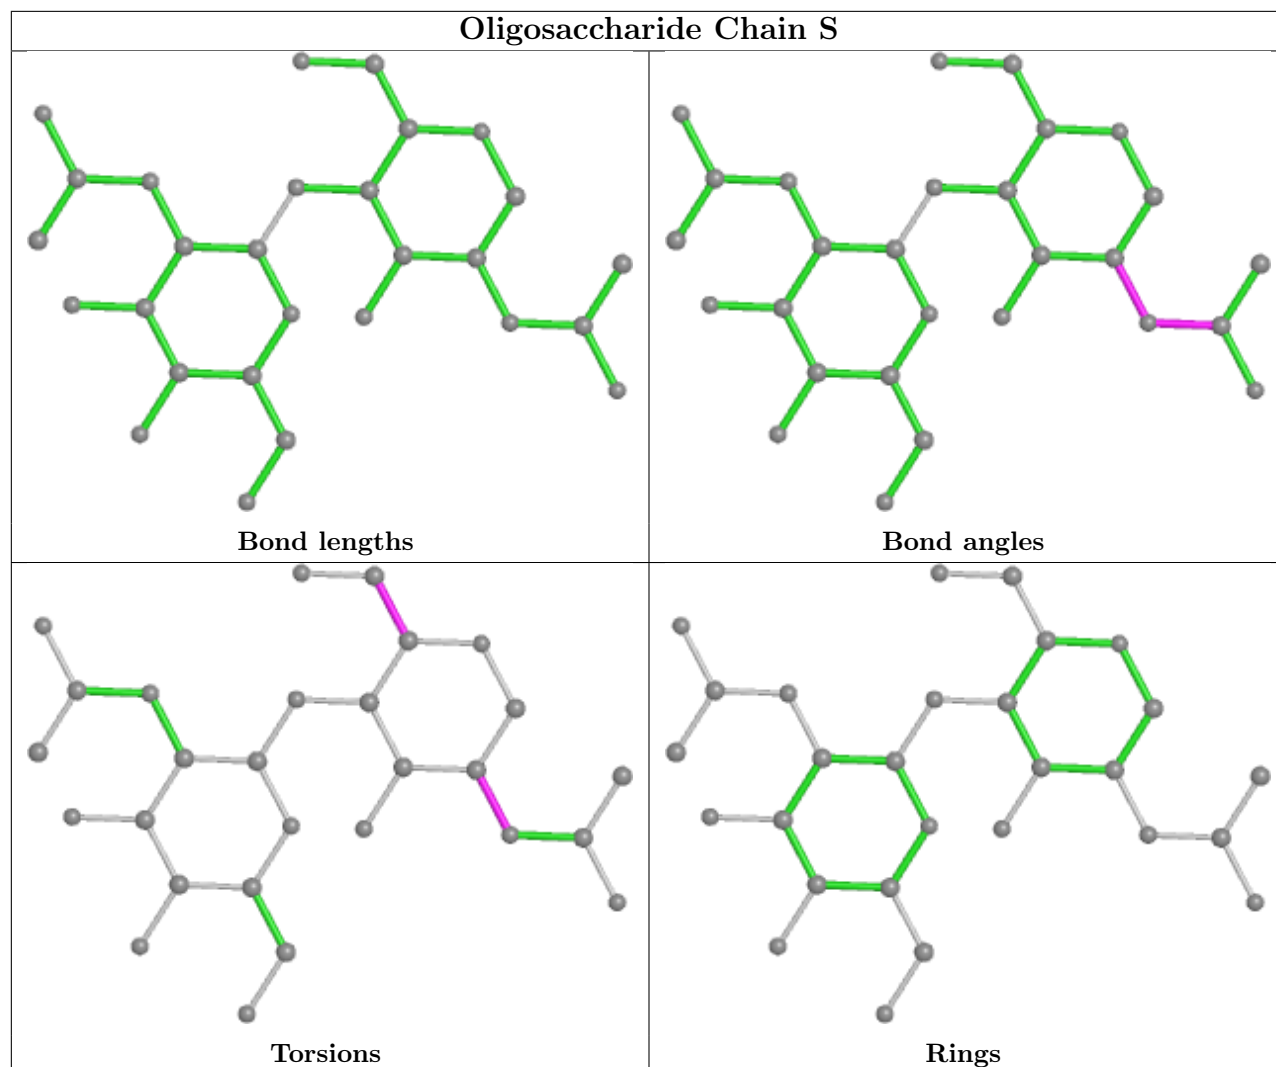 Oligosaccharide Chain S
Bond lengths
Bond angles
Torsions
Rings